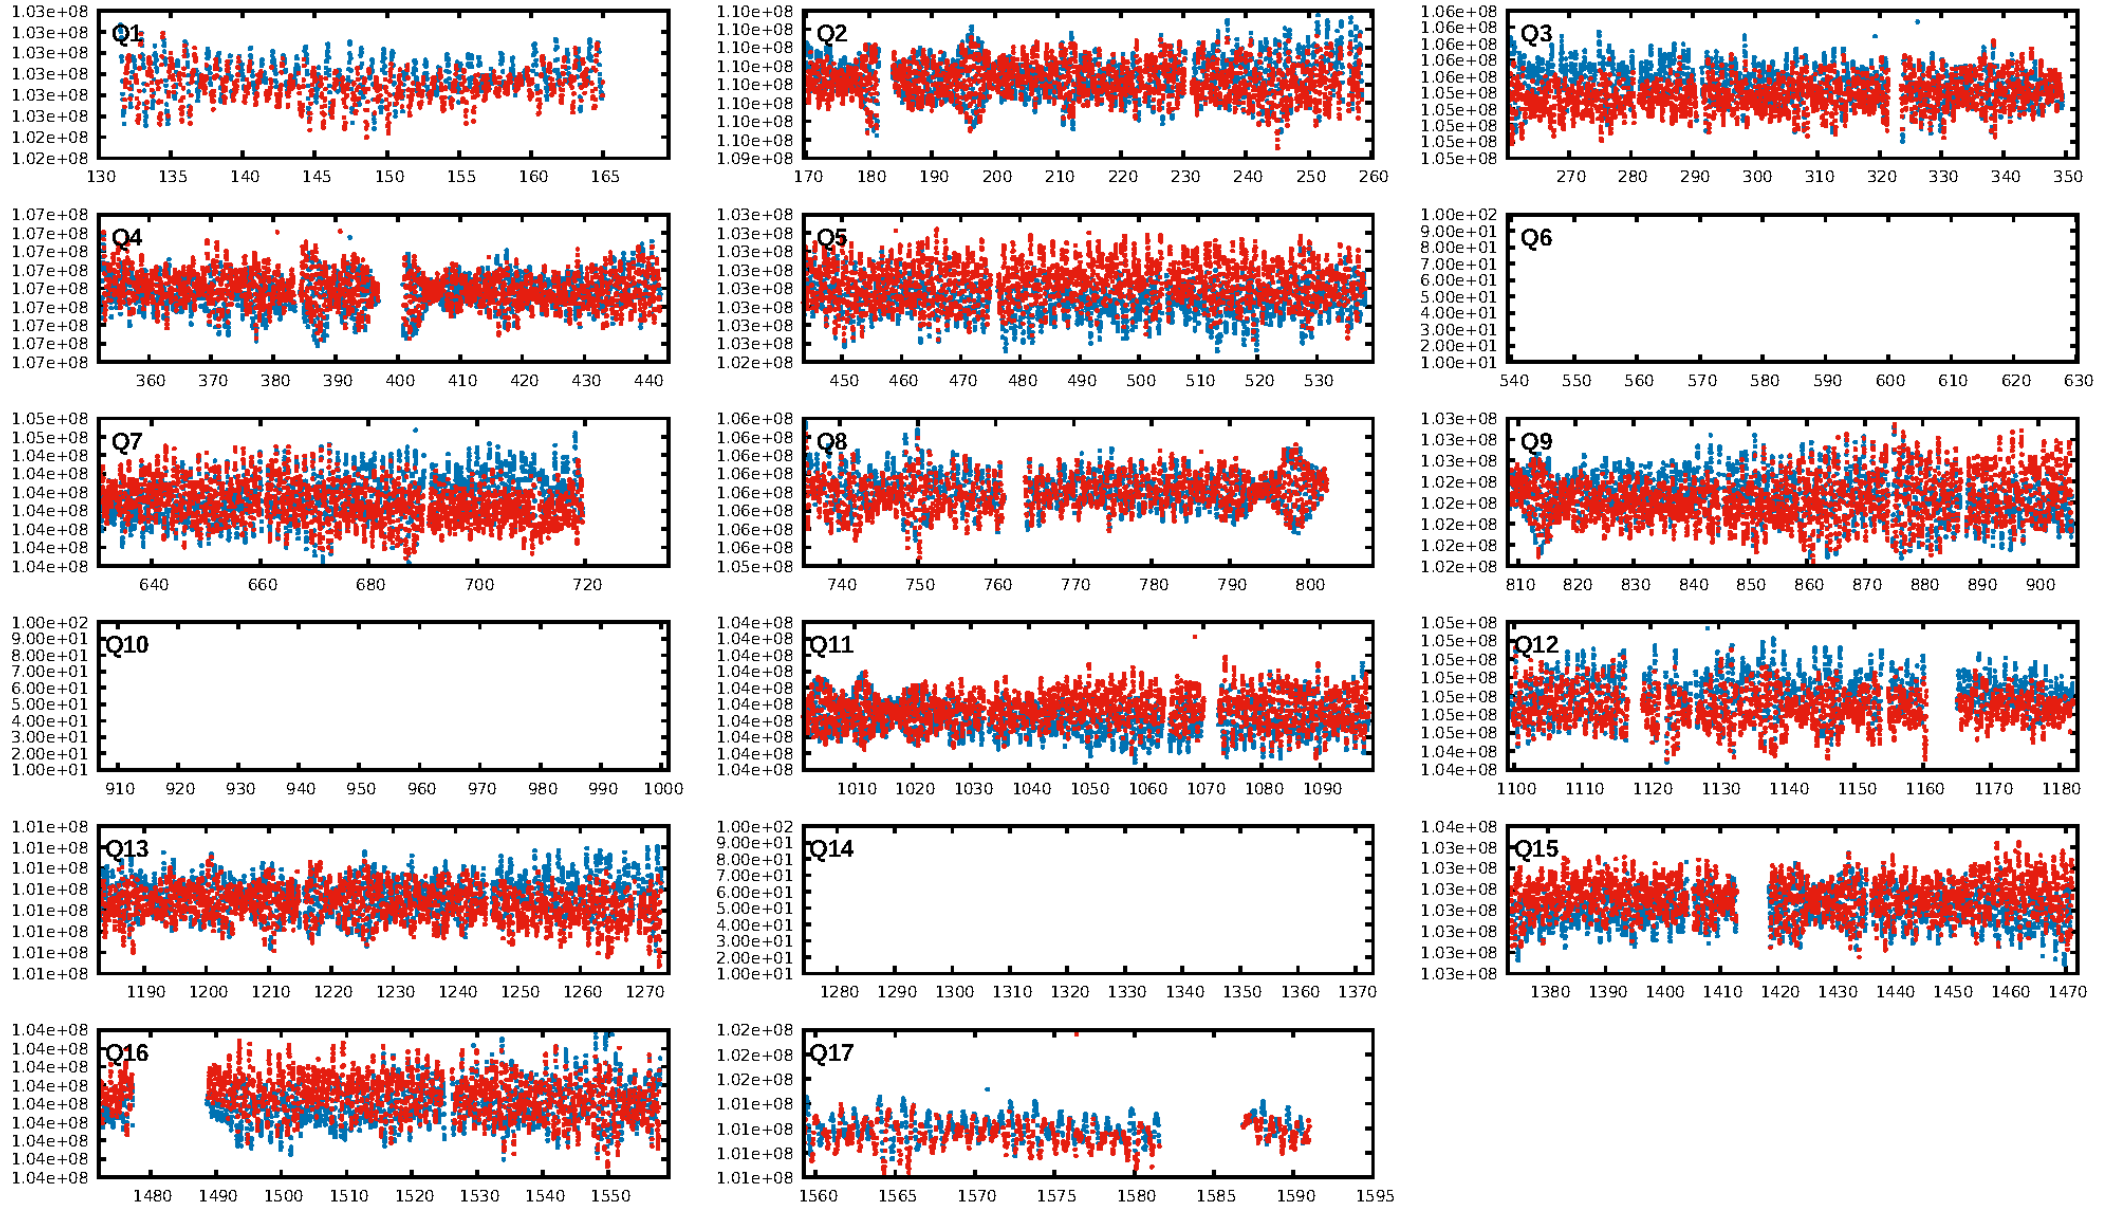 1.03e+08
1.03e+08
1.03e+08
1.03e+08
1.03e+08
1.03e+08
1.02e+08
1.02e+08
Q1
130 135 140 145 150 155 160 165
1.10e+08
1.10e+08
1.10e+08
1.10e+08
1.10e+08
1.10e+08
1.10e+08
1.10e+08
1.09e+08
Q2
170 180 190 200 210 220 230 240 250 260
1.06e+08
1.06e+08
1.06e+08
1.06e+08
1.06e+08
1.05e+08
1.05e+08
1.05e+08
1.05e+08
1.05e+08
Q3
270 280 290 300 310 320 330 340 350
1.07e+08
1.07e+08
1.07e+08
1.07e+08
1.07e+08
1.07e+08
1.07e+08
1.07e+08
1.07e+08
Q4
360 370 380 390 400 410 420 430 440
1.03e+08
1.03e+08
1.03e+08
1.03e+08
1.03e+08
1.03e+08
1.03e+08
1.03e+08
1.02e+08
Q5
450 460 470 480 490 500 510 520 530
1.00e+02
9.00e+01
8.00e+01
7.00e+01
6.00e+01
5.00e+01
4.00e+01
3.00e+01
2.00e+01
1.00e+01
Q6
540 550 560 570 580 590 600 610 620 630
1.05e+08
1.05e+08
1.04e+08
1.04e+08
1.04e+08
1.04e+08
1.04e+08
1.04e+08
1.04e+08
Q7
640 660 680 700 720
1.06e+08
1.06e+08
1.06e+08
1.06e+08
1.06e+08
1.06e+08
1.06e+08
1.06e+08
1.05e+08
Q8
740 750 760 770 780 790 800
1.03e+08
1.03e+08
1.03e+08
1.02e+08
1.02e+08
1.02e+08
1.02e+08
1.02e+08
Q9
810 820 830 840 850 860 870 880 890 900
1.00e+02
9.00e+01
8.00e+01
7.00e+01
6.00e+01
5.00e+01
4.00e+01
3.00e+01
2.00e+01
1.00e+01
Q10
910 920 930 940 950 960 970 980 990 1000
1.04e+08
1.04e+08
1.04e+08
1.04e+08
1.04e+08
1.04e+08
1.04e+08
1.04e+08
1.04e+08
1.04e+08
Q11
1010 1020 1030 1040 1050 1060 1070 1080 1090
1.05e+08
1.05e+08
1.05e+08
1.05e+08
1.05e+08
1.05e+08
1.05e+08
1.04e+08
1.04e+08
Q12
1100 1110 1120 1130 1140 1150 1160 1170 1180
1.01e+08
1.01e+08
1.01e+08
1.01e+08
1.01e+08
1.01e+08
1.01e+08
1.01e+08
Q13
1190 1200 1210 1220 1230 1240 1250 1260 1270
1.00e+02
9.00e+01
8.00e+01
7.00e+01
6.00e+01
5.00e+01
4.00e+01
3.00e+01
2.00e+01
1.00e+01
Q14
1280 1290 1300 1310 1320 1330 1340 1350 1360 1370
1.04e+08
1.03e+08
1.03e+08
1.03e+08
1.03e+08
1.03e+08
1.03e+08
1.03e+08
Q15
1380 1390 1400 1410 1420 1430 1440 1450 1460 1470
1.04e+08
1.04e+08
1.04e+08
1.04e+08
1.04e+08
1.04e+08
1.04e+08
1.04e+08
1.04e+08
Q16
1480 1490 1500 1510 1520 1530 1540 1550
1.02e+08
1.02e+08
1.02e+08
1.01e+08
1.01e+08
1.01e+08
1.01e+08
Q17
1560 1565 1570 1575 1580 1585 1590 1595